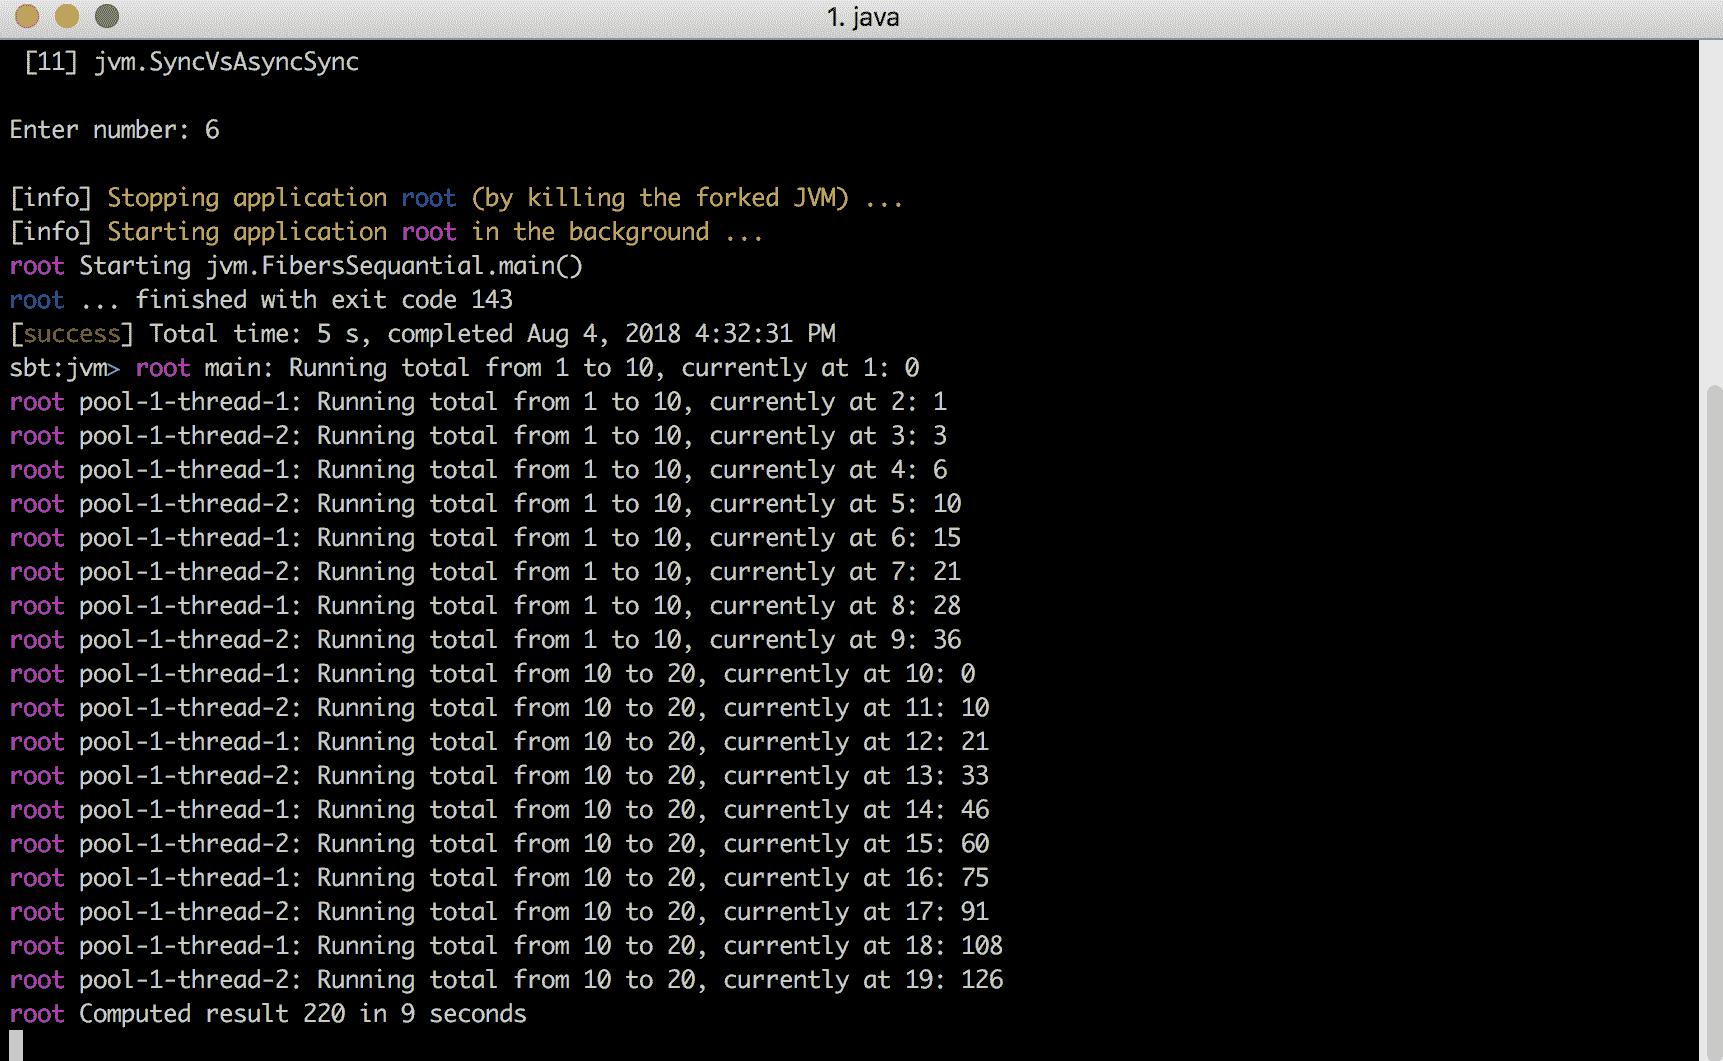 1. java
[11] jvm.SyncVsAsyncSync
Enter number: 6
[info] Stopping application root (by killing the forked JVM) ...
[info] Starting application root in the background ...
root Starting jvm.FibersSequantial.main()
root ... finished with exit code 143
[success] Total time: 5 s, completed Aug 4, 2018 4:32:31 PM
sbt:jvm> root main: Running total from 1 to 10, currently at 1: 0
root pool-1-thread-1: Running total from 1 to 10, currently at 2: 1
root pool-1-thread-2: Running total from 1 to 10, currently at 3: 3
root pool-1-thread-1: Running total from 1 to 10, currently at 4: 6
root pool-1-thread-2: Running total from 1 to 10, currently at 5: 10
root pool-1-thread-1: Running total from 1 to 10, currently at 6: 15
root pool-1-thread-2: Running total from 1 to 10, currently at 7: 21
root pool-1-thread-1: Running total from 1 to 10, currently at 8: 28
root pool-1-thread-2: Running total from 1 to 10, currently at 9: 36
root pool-1-thread-1: Running total from 10 to 20, currently at 10: 0
root pool-1-thread-2: Running total from 10 to 20, currently at 11: 10
root pool-1-thread-1: Running total from 10 to 20, currently at 12: 21
root pool-1-thread-2: Running total from 10 to 20, currently at 13: 33
root pool-1-thread-1: Running total from 10 to 20, currently at 14: 46
root pool-1-thread-2: Running total from 10 to 20, currently at 15: 60
root pool-1-thread-1: Running total from 10 to 20, currently at 16: 75
root pool-1-thread-2: Running total from 10 to 20, currently at 17: 91
root pool-1-thread-1: Running total from 10 to 20, currently at 18: 108
root pool-1-thread-2: Running total from 10 to 20, currently at 19: 126
root Computed result 220 in 9 seconds